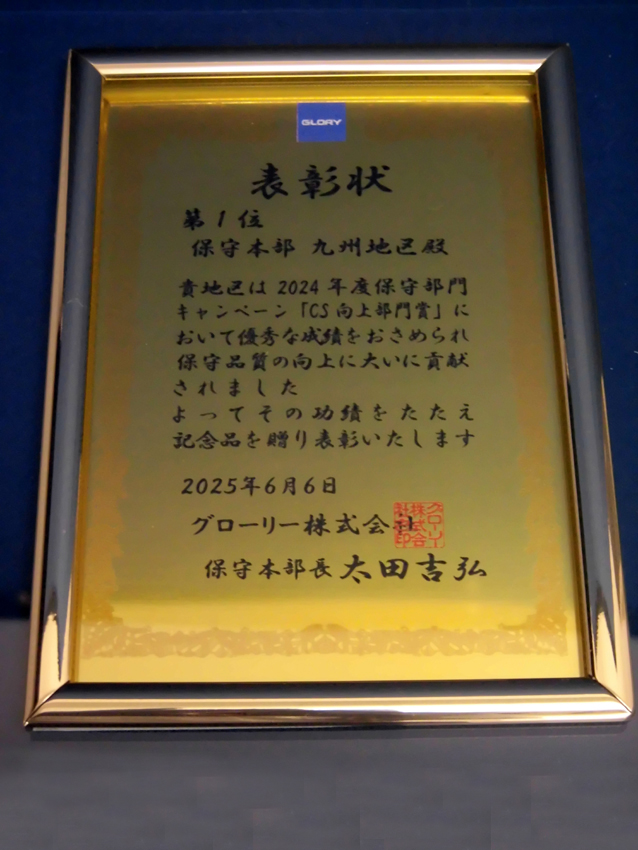 GLORY
表彰状
第1位
保守本部 九州地区殿
貴地区は2024年度保守部門
キャンペーン「CS向上部門賞」に
おいて優秀な成績をおさめられ
保守品質の向上に大いに貢献
されました
よってその功績をたたえ
記念品を贈り表彰いたします
2025年6月6日
グローリー株式会社
保守本部長 太田吉弘